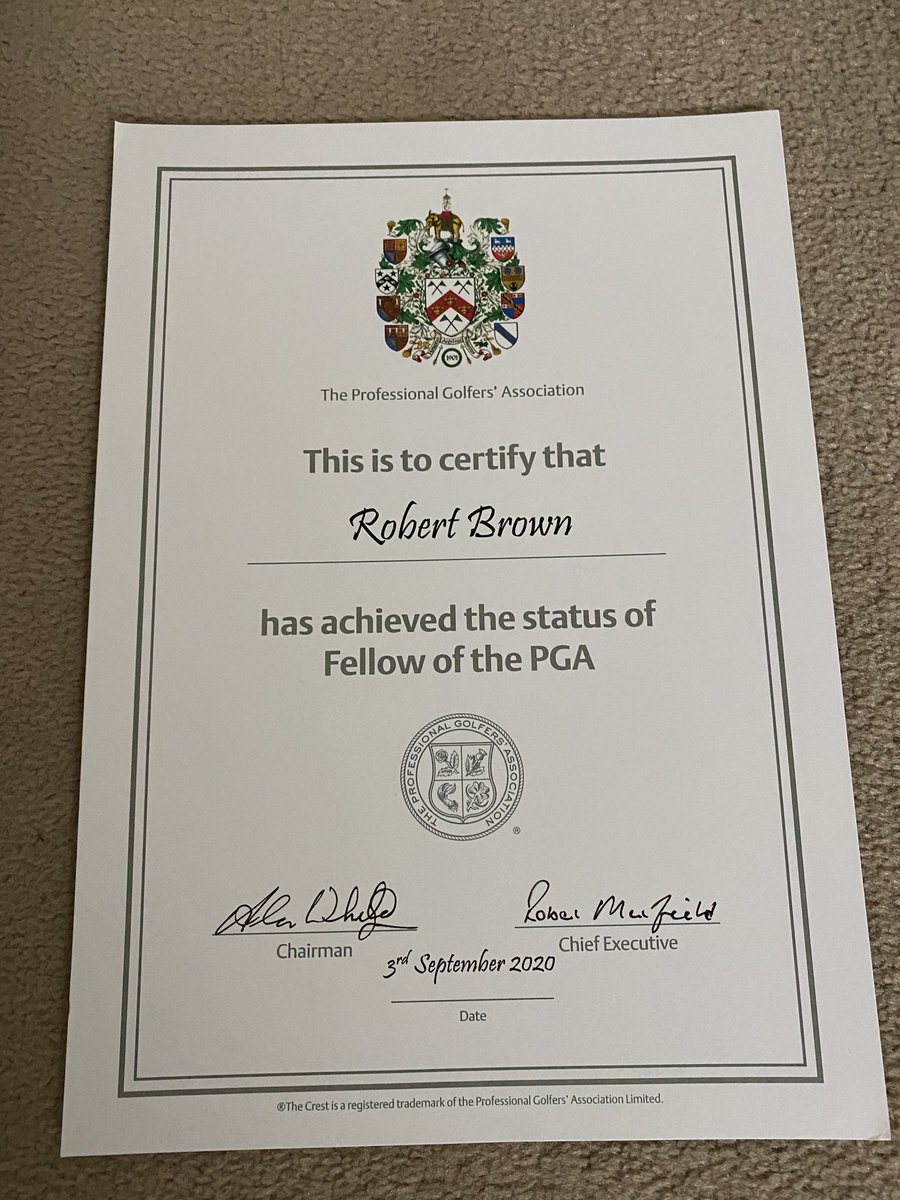 1901
The Professional Golfers' Association
This is to certify that
Robert Brown
has achieved the status of
Fellow of the PGA
THE PROFESSIONAL GOLFERS' ASSOCIATION
®
Chairman
Chief Executive
3rd September 2020
Date
®The Crest is a registered trademark of the Professional Golfers' Association Limited.